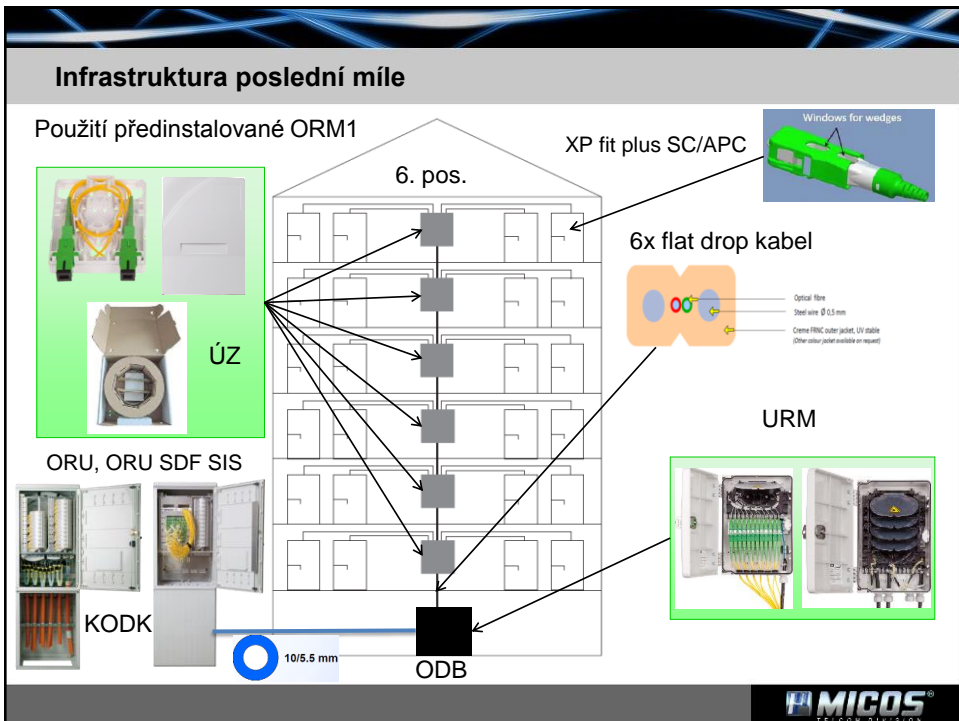 Infrastruktura poslední míle
Použití předinstalované ORM1
XP fit plus SC/APC
Windows for wedges
6. pos.
6x flat drop kabel
Optical fibre
Steel wire Ø 0,5 mm
Creme FRNC outer jacket, UV stable
(Other colour jacket available on request)
ÚZ
URM
ORU, ORU SDF SIS
KODK
10/5.5 mm
ODB
MICOS
TELCOM DIVISION